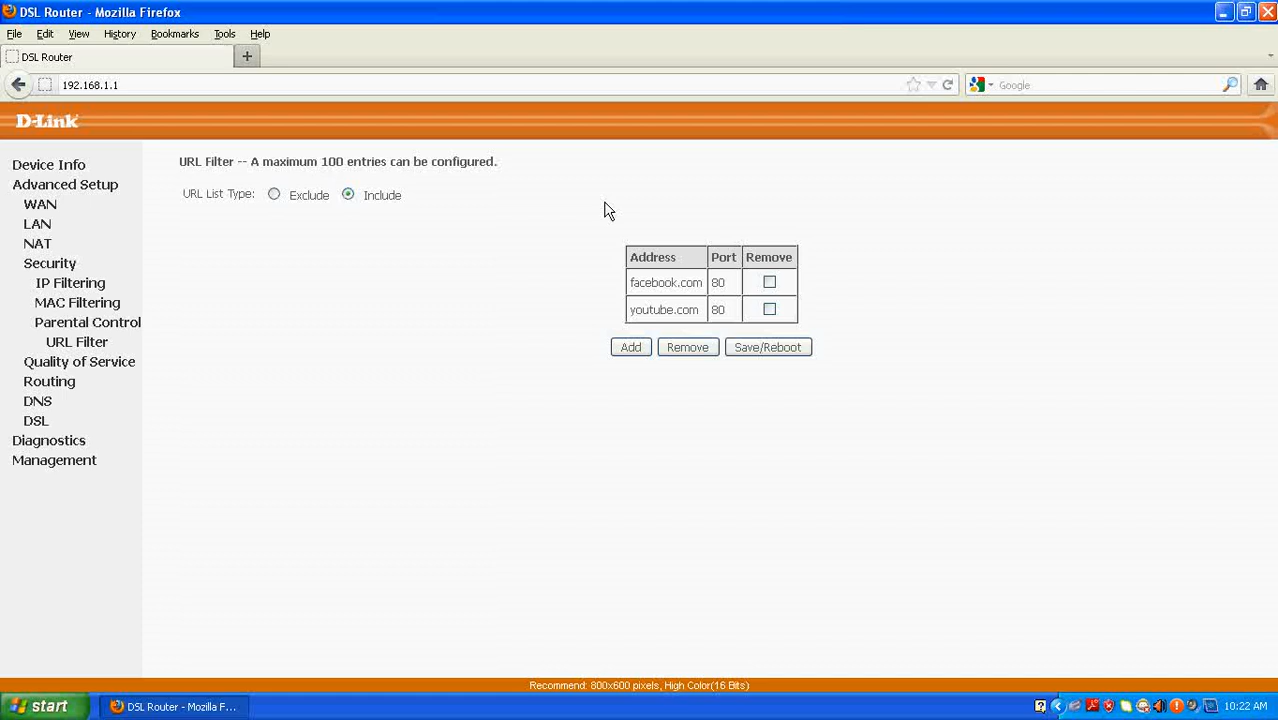 DSL Router - Mozilla Firefox
File Edit View History Bookmarks Tools Help
DSL Router
192.168.1.1
Google
D-Link
Device Info
Advanced Setup
WAN
LAN
NAT
Security
IP Filtering
MAC Filtering
Parental Control
URL Filter
Quality of Service
Routing
DNS
DSL
Diagnostics
Management
URL Filter -- A maximum 100 entries can be configured.
URL List Type: Exclude Include
Address Port Remove
facebook.com 80
youtube.com 80
Add Remove Save/Reboot
Recommend: 800x600 pixels, High Color(16 Bits)
start
DSL Router - Mozilla F...
10:22 AM